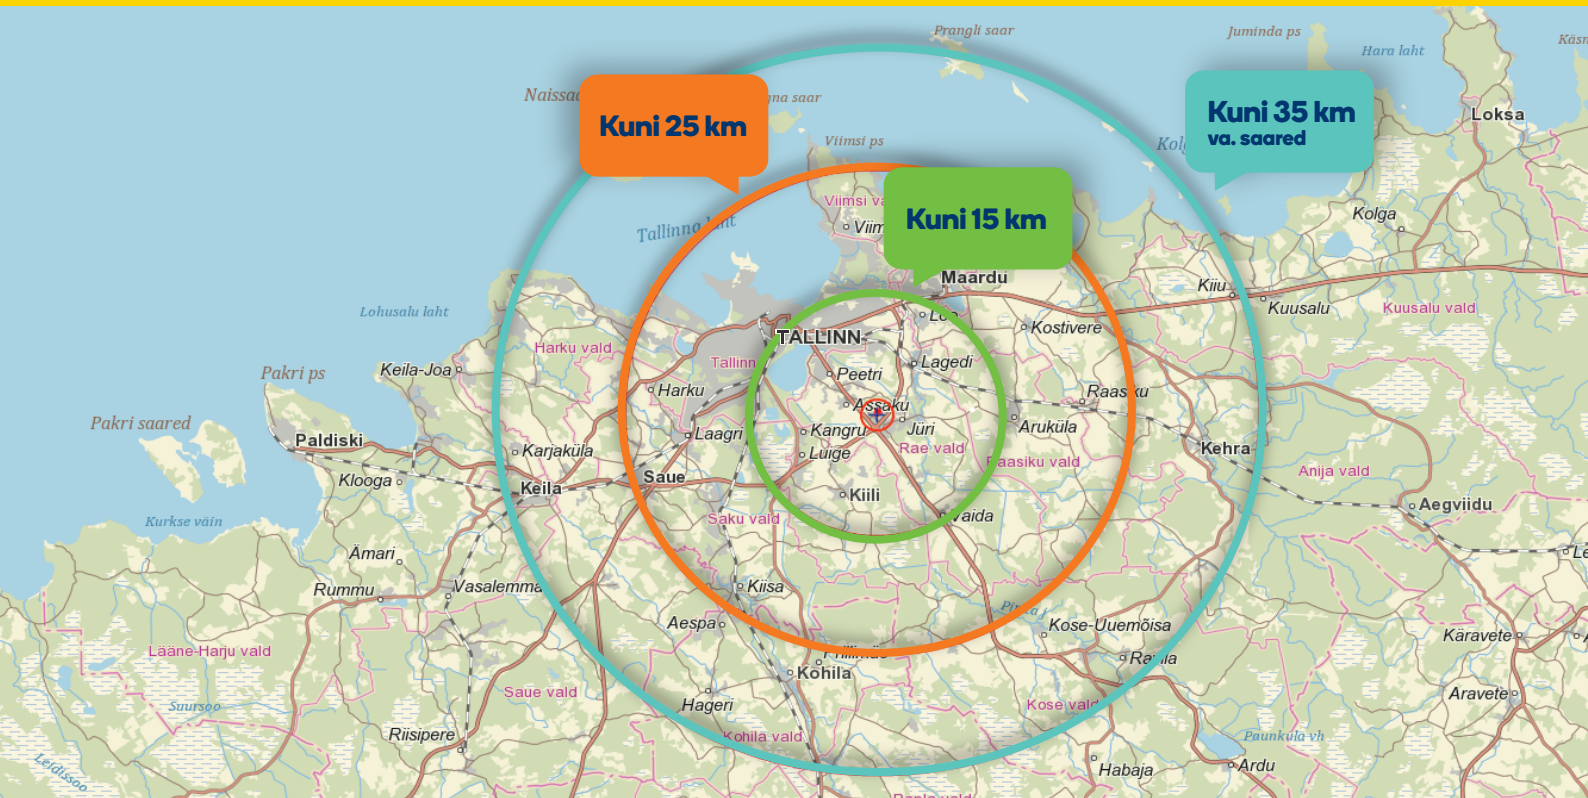 Prangli saar
Juminda ps
Hara laht
Loksa
Kuni 25 km
Kuni 35 km
va. saared
Viimsi ps
Kuni 15 km
Tallinna laht
Kolga
Maardu
Kiiu
Kuusalu
Kuusalu vald
Lohusalu laht
Kostivere
TALLINN
Harku vald
Tallinn
Lagedi
Keila-Joa
Pakri ps
Peetri
Harku
Raasiku
Assaku
Pakri saared
Kangru
Jüri
Aruküla
Laagri
Paldiski
Karjaküla
Luige
Rae vald
Raasiku vald
Kehra
Anija vald
Saue
Klooga
Keila
Kiili
Aegviidu
Kurkse väin
Saku vald
Vaida
Ämari
Rummu
Vasalemma
Kiisa
Aespa
Kose-Uuemõisa
Käravete
Lääne-Harju vald
Kohila
Ravila
Saue vald
Hageri
Kose vald
Aravete
Suursoo
Riisipere
Kohila vald
Paunküla vh
Leidissoo
Habaja
Ardu